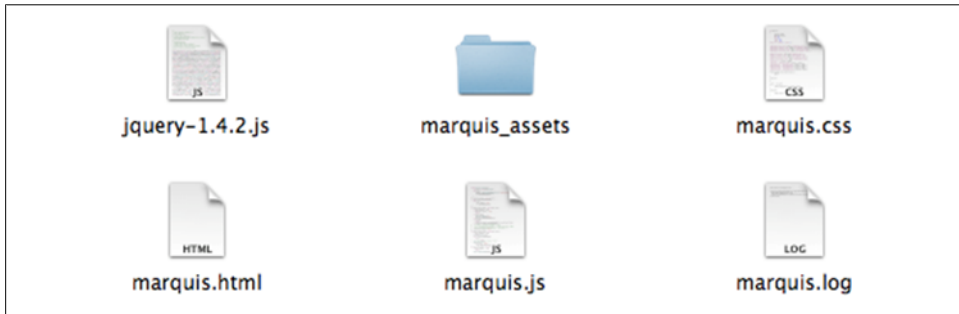 JS
CSS
jquery-1.4.2.js
marquis_assets
marquis.css
HTML
JS
LOG
marquis.html
marquis.js
marquis.log